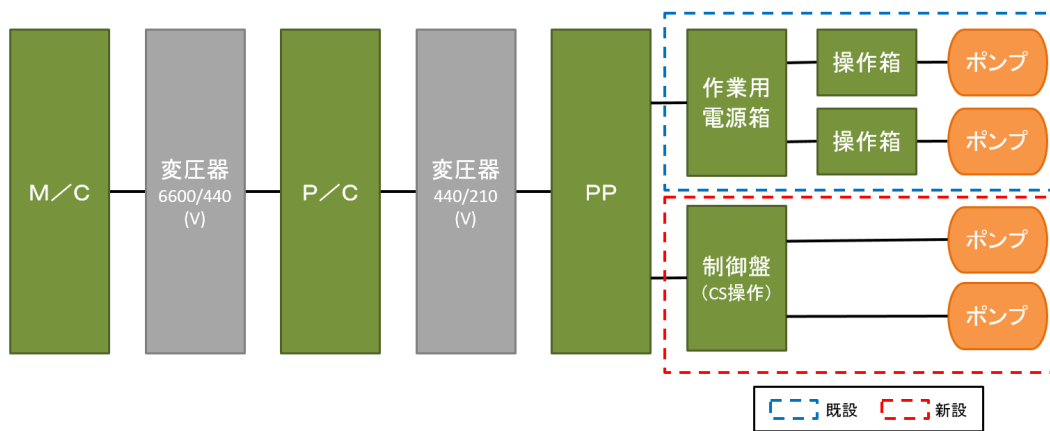 M／C
変圧器
6600/440
(V)
P／C
変圧器
440/210
(V)
PP
作業用
電源箱
操作箱
ポンプ
操作箱
ポンプ
制御盤
（CS操作）
ポンプ
ポンプ
既設
新設